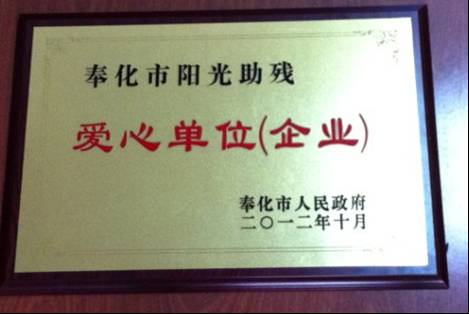 奉化市阳光助残
爱心单位(企业)
奉化市人民政府
二〇一二年十月